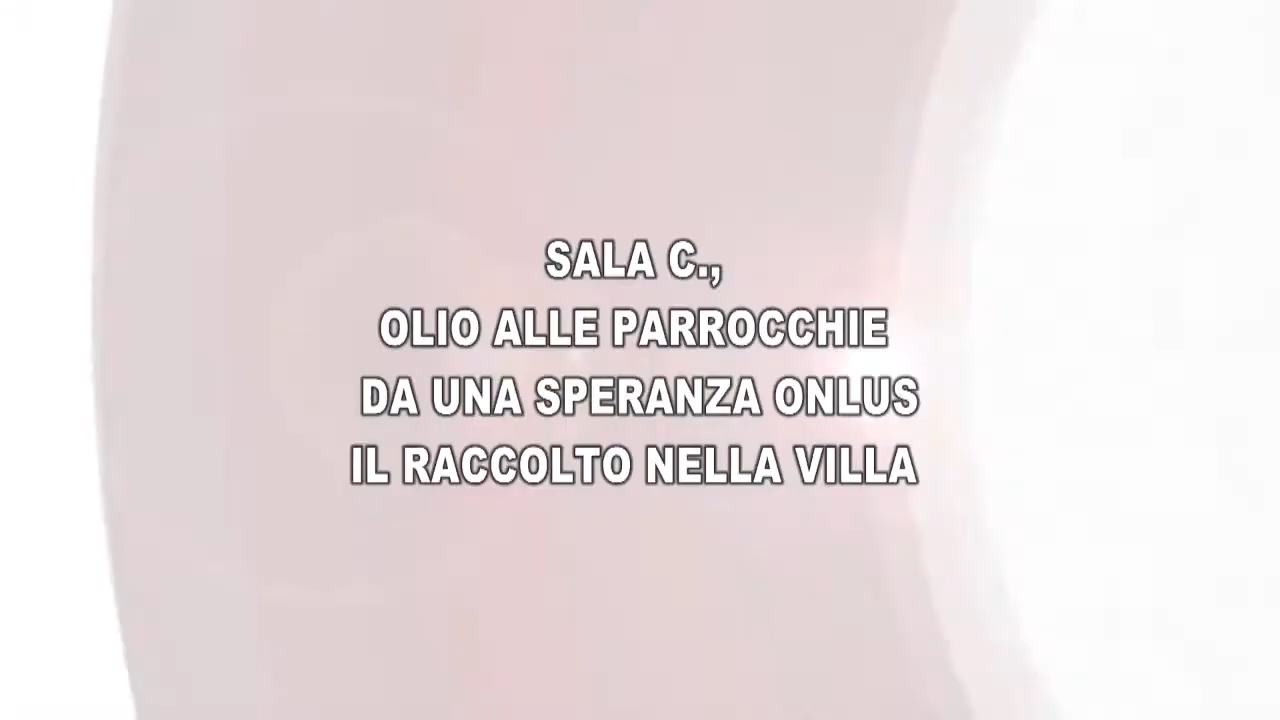 SALA C.,
OLIO ALLE PARROCCHIE
DA UNA SPERANZA ONLUS
IL RACCOLTO NELLA VILLA